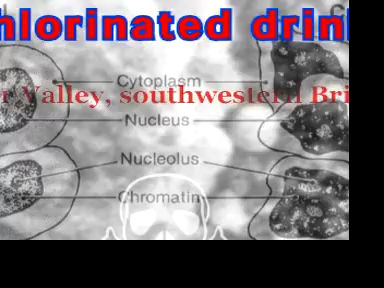 hlorinated drin
Cytoplasm
r Valley, southwestern Bri
Nucleus
Nucleolus
Chromatin